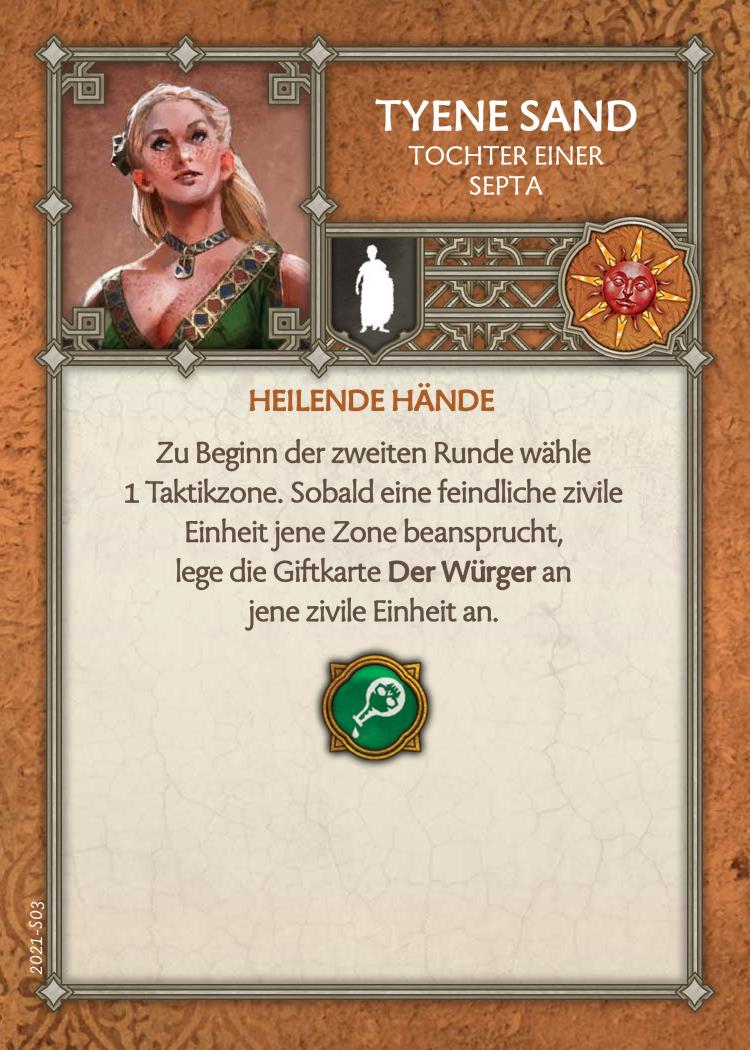 TYENE SAND
TOCHTER EINER
SEPTA
HEILENDE HÄNDE
Zu Beginn der zweiten Runde wähle
1 Taktikzone. Sobald eine feindliche zivile
Einheit jene Zone beansprucht,
lege die Giftkarte Der Würger an
jene zivile Einheit an.
2021-S03